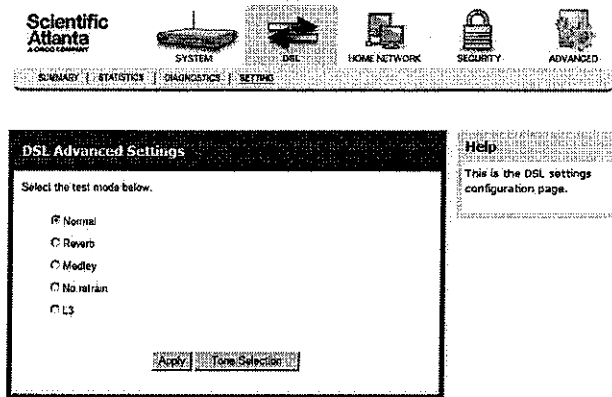 Scientific
Atlanta
A CISCO COMPANY
SYSTEM
DSL
HOME NETWORK
SECURITY
ADVANCED
SUMMARY | STATISTICS | DIAGNOSTICS | SETTING
DSL Advanced Settings
Select the test mode below.
Normal
Reverb
Medley
No retrain
L3
Apply
Tone Selection
Help
This is the DSL settings
configuration page.